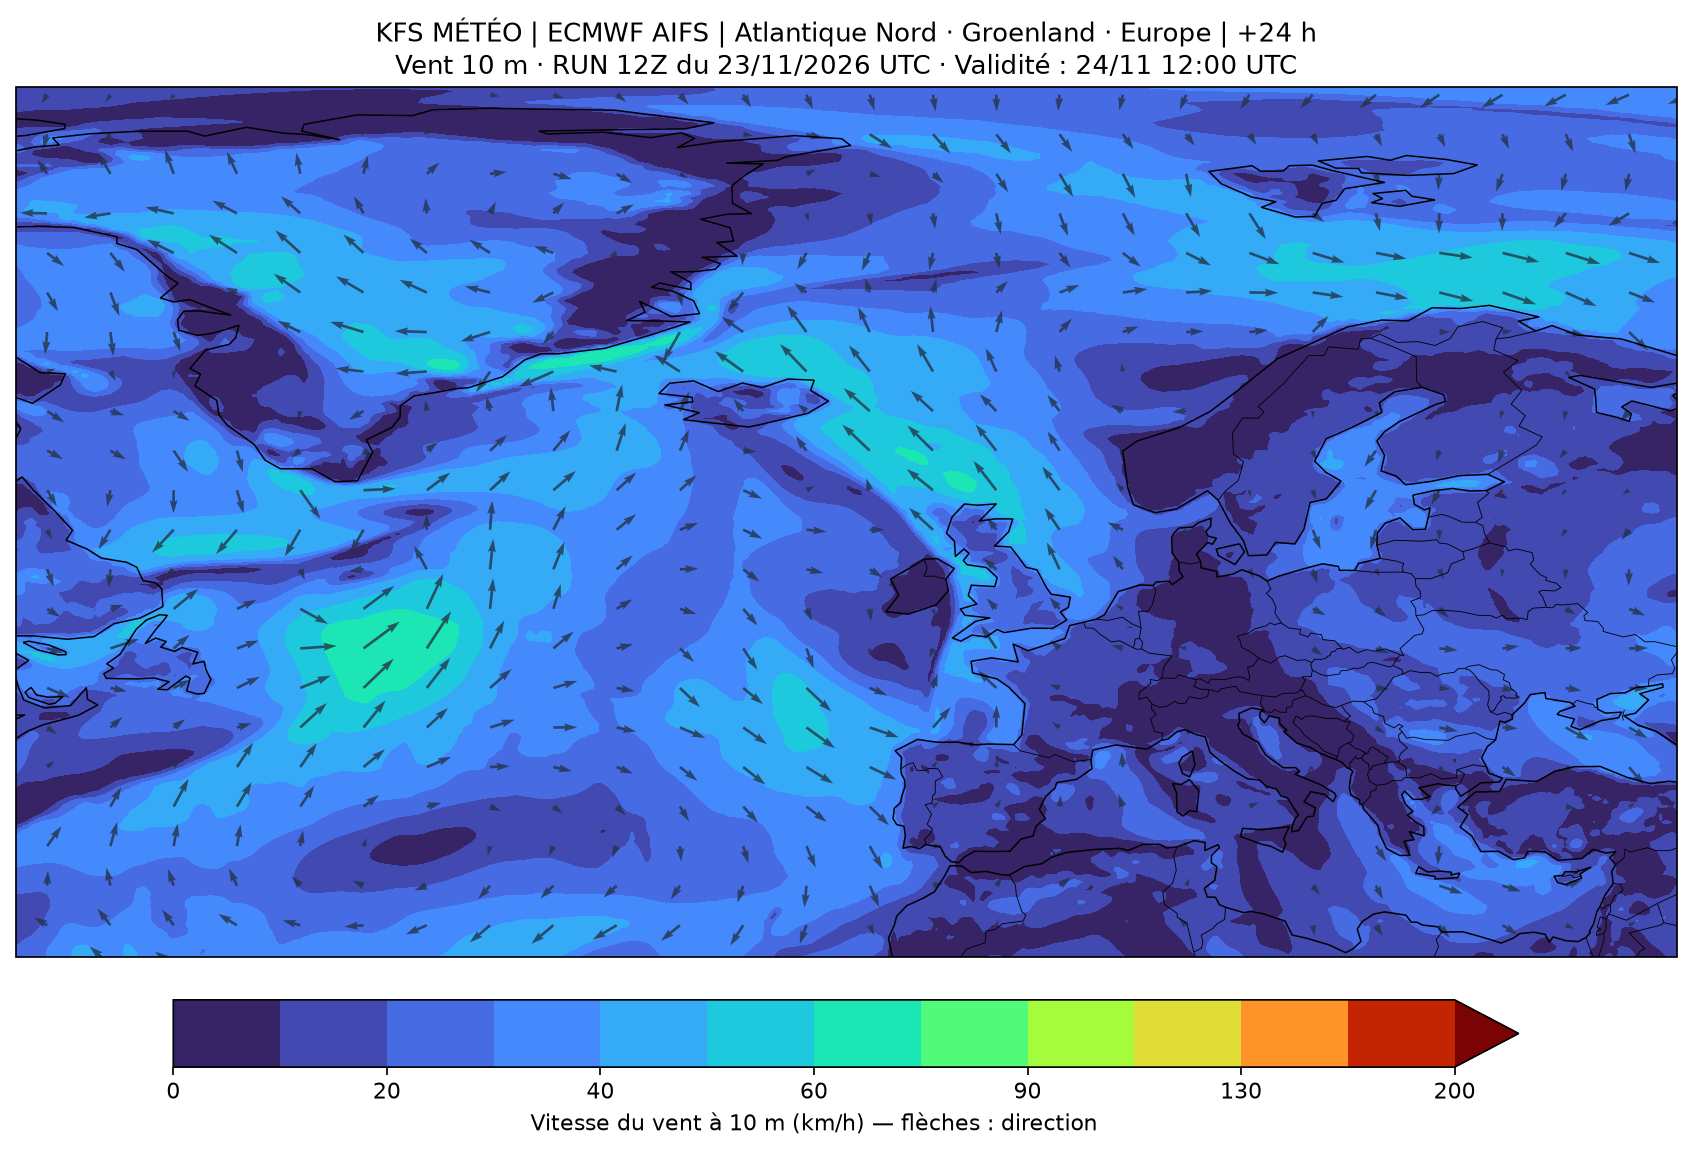 KFS MÉTÉO | ECMWF AIFS | Atlantique Nord · Groenland · Europe | +24 h
Vent 10 m · RUN 12Z du 23/11/2026 UTC · Validité : 24/11 12:00 UTC
0 20 40 60 90 130 200
Vitesse du vent à 10 m (km/h) — flèches : direction